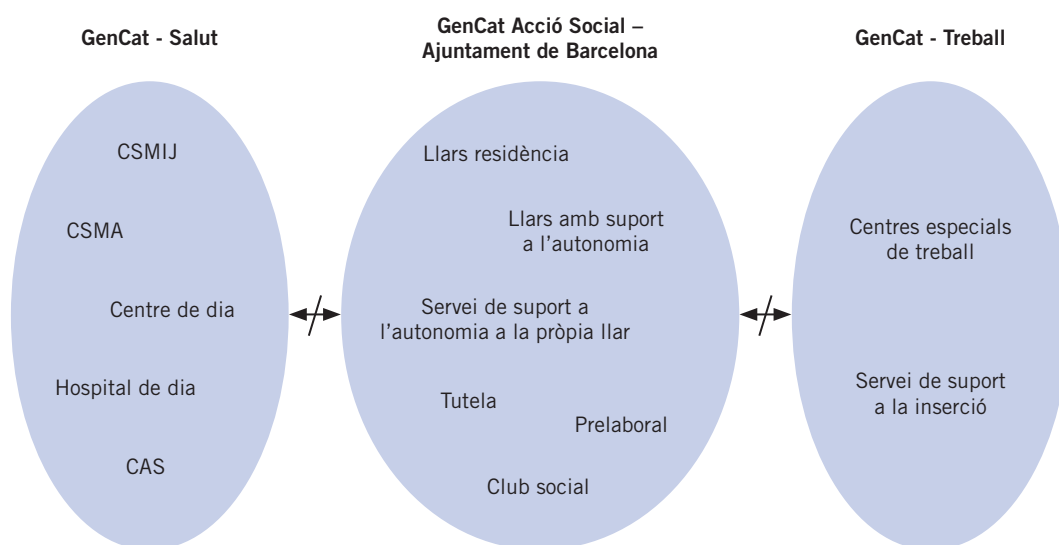 GenCat - Salut
GenCat Acció Social –
Ajuntament de Barcelona
GenCat - Treball
CSMIJ
CSMA
Centre de dia
Hospital de dia
CAS
Llars residència
Llars amb suport
a l'autonomia
Servei de suport a
l'autonomia a la pròpia llar
Tutela
Prelaboral
Club social
Centres especials
de treball
Servei de suport
a la inserció